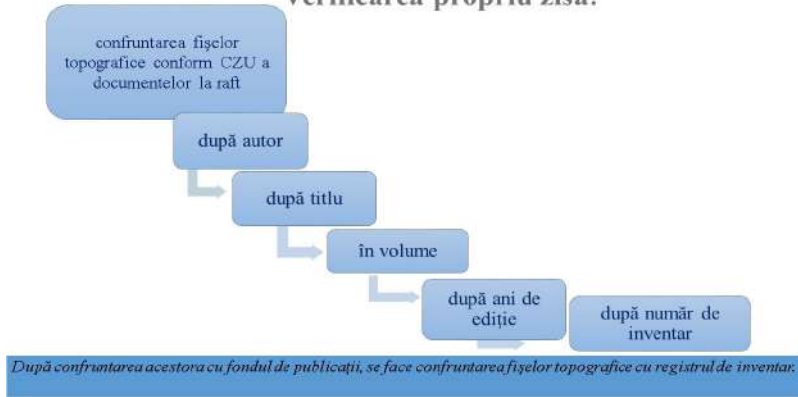 Verificarea propriu zisă:
confruntarea fișelor
topografice conform CZU a
documentelor la raft
după autor
după titlu
în volume
după ani de
ediție
după număr de
inventar
După confruntarea acestora cu fondul de publicații, se face confruntarea fișelor topografice cu registrul de inventar.